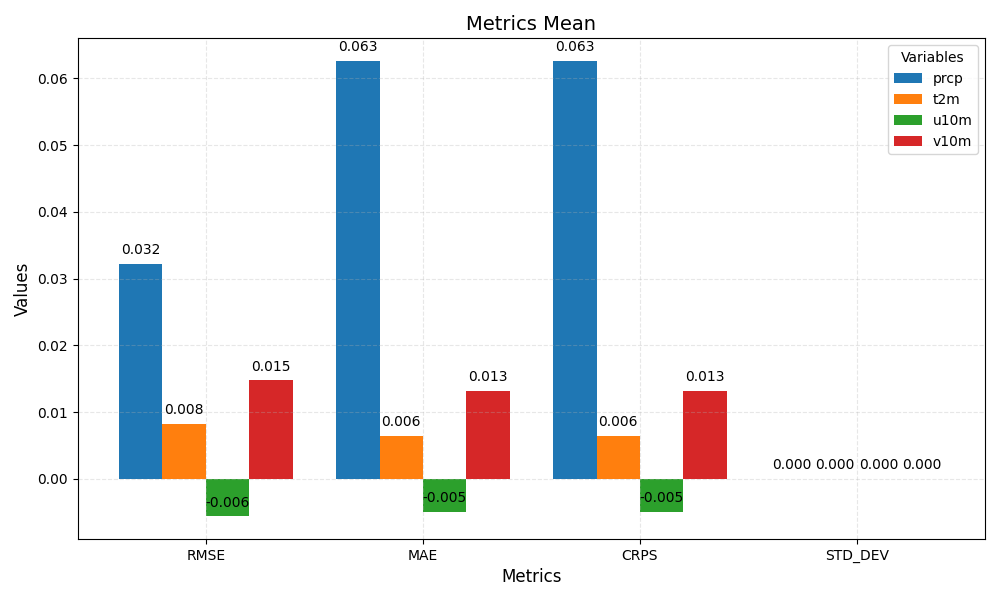 Metrics Mean
Values
0.06
0.05
0.04
0.03
0.02
0.01
0.00
0.032
0.008
-0.006
0.015
0.063
0.006
-0.005
0.013
0.063
0.006
-0.005
0.013
0.000 0.000 0.000 0.000
Variables
prcp
t2m
u10m
v10m
RMSE MAE CRPS STD_DEV
Metrics